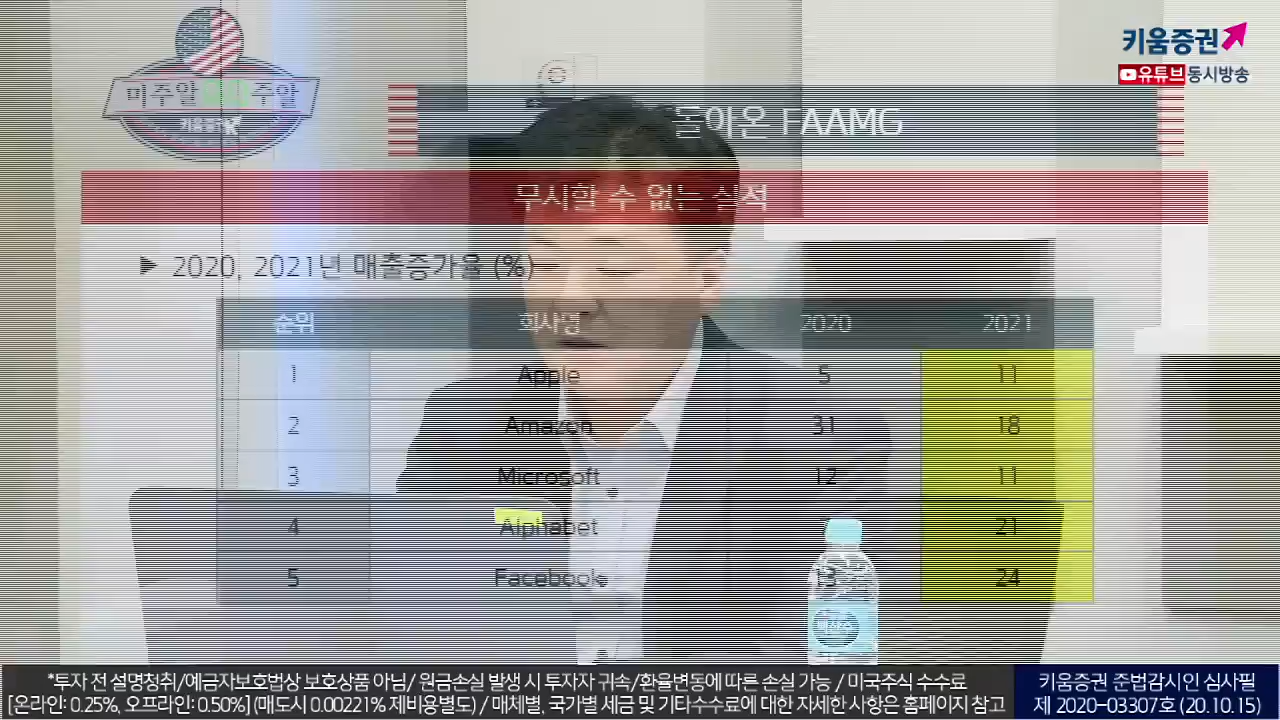 키움증권
유튜브 동시방송
미주알 주알
키움증권
돌아온 FAAMG
무시할 수 없는 실적
▶ 2020, 2021년 매출증가율 (%)
순위 회사명 2020 2021
1 Apple 5 11
2 Amazon 31 18
3 Microsoft 12 11
4 Alphabet 21
5 Facebook 13 24
*투자 전 설명청취/예금자보호법상 보호상품 아님/ 원금손실 발생 시 투자자 귀속/환율변동에 따른 손실 가능 / 미국주식 수수료
[온라인: 0.25%, 오프라인: 0.50%] (매도시 0.00221% 제비용별도) / 매체별, 국가별 세금 및 기타수수료에 대한 자세한 사항은 홈페이지 참고
키움증권 준법감시인 심사필
제 2020-03307호 (20.10.15)